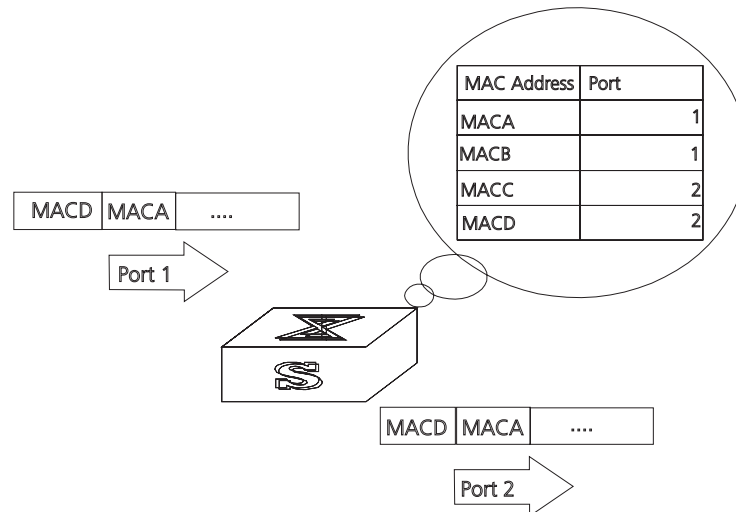 MAC Address Port
MACA 1
MACB 1
MACC 2
MACD 2
MACD MACA ....
Port 1
S
MACD MACA ....
Port 2